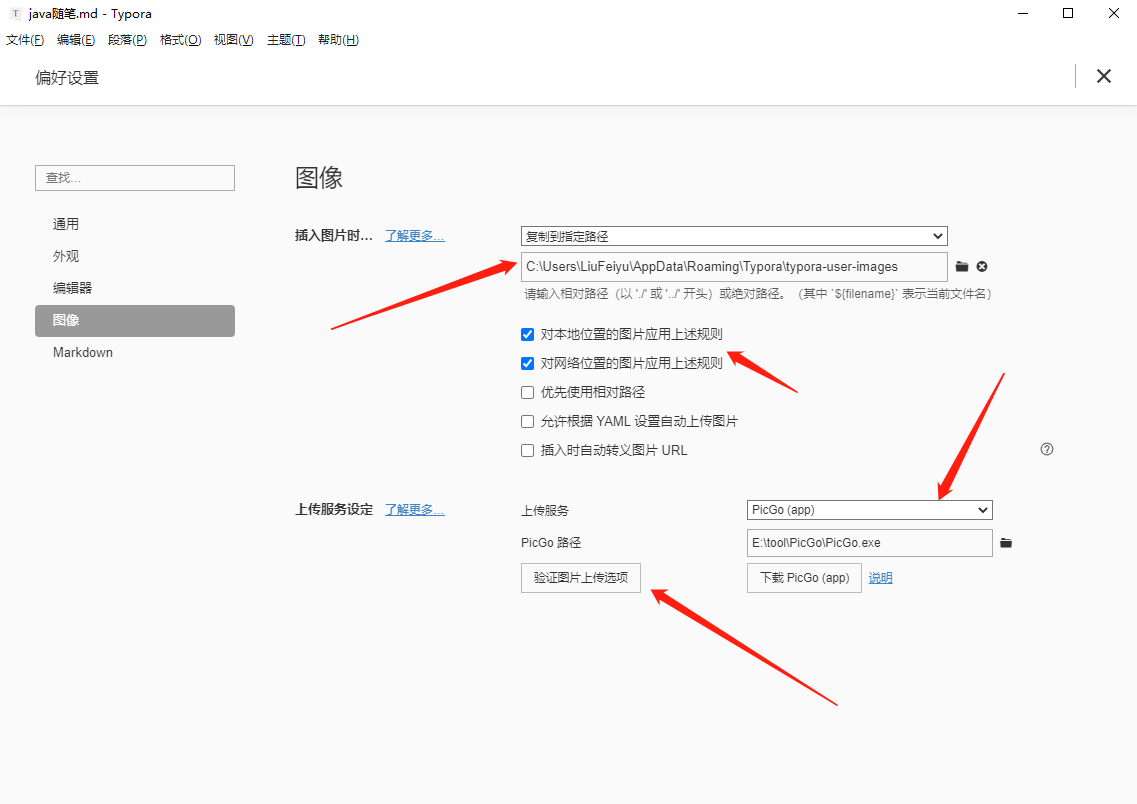 T java随笔.md - Typora
文件(F) 编辑(E) 段落(P) 格式(O) 视图(V) 主题(T) 帮助(H)
偏好设置
查找...
通用
外观
编辑器
图像
Markdown
图像
插入图片时... 了解更多... 复制到指定路径
C:\Users\LiuFeiyu\AppData\Roaming\Typora\typora-user-images
请输入相对路径（以 './' 或 '../' 开头）或绝对路径。（其中 `${filename}` 表示当前文件名）
对本地位置的图片应用上述规则
对网络位置的图片应用上述规则
优先使用相对路径
允许根据 YAML 设置自动上传图片
插入时自动转义图片 URL
上传服务设定 了解更多... 上传服务 PicGo (app)
PicGo 路径 E:\tool\PicGo\PicGo.exe
验证图片上传选项 下载 PicGo (app) 说明